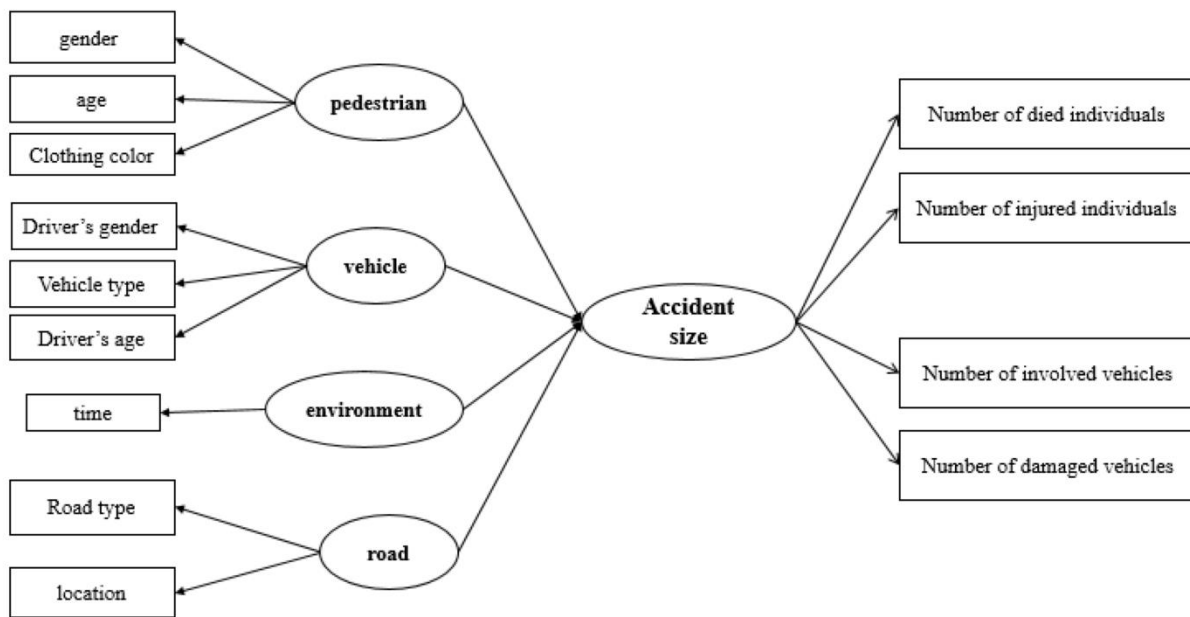 gender
age
Clothing color
pedestrian
Driver's gender
Vehicle type
Driver's age
vehicle
time
environment
Road type
location
road
Accident
size
Number of died individuals
Number of injured individuals
Number of involved vehicles
Number of damaged vehicles